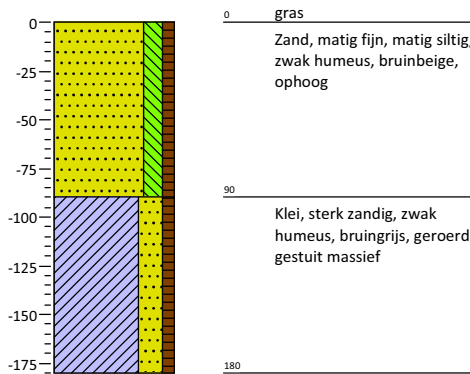 0
-25
-50
-75
-100
-125
-150
-175
0 gras
Zand, matig fijn, matig siltig,
zwak humeus, bruinbeige,
ophoog
90
Klei, sterk zandig, zwak
humeus, bruingrijs, geroerd
gestuit massief
180